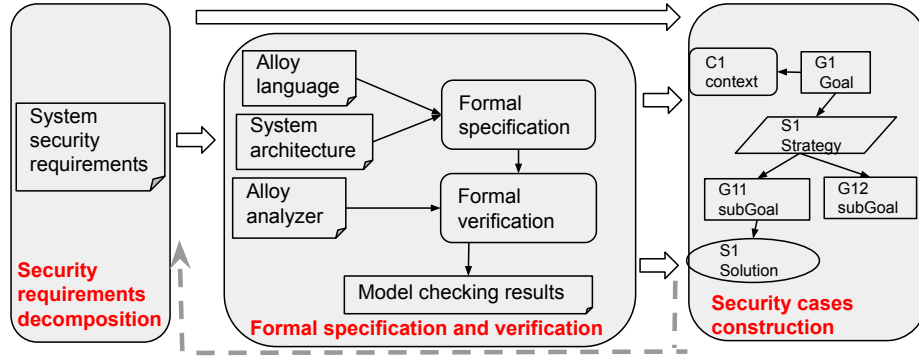 System
security
requirements
Security
requirements
decomposition
Alloy
language
System
architecture
Alloy
analyzer
Formal
specification
Formal
verification
Model checking results
Formal specification and verification
C1
context
G1
Goal
S1
Strategy
G11
subGoal
G12
subGoal
S1
Solution
Security cases
construction